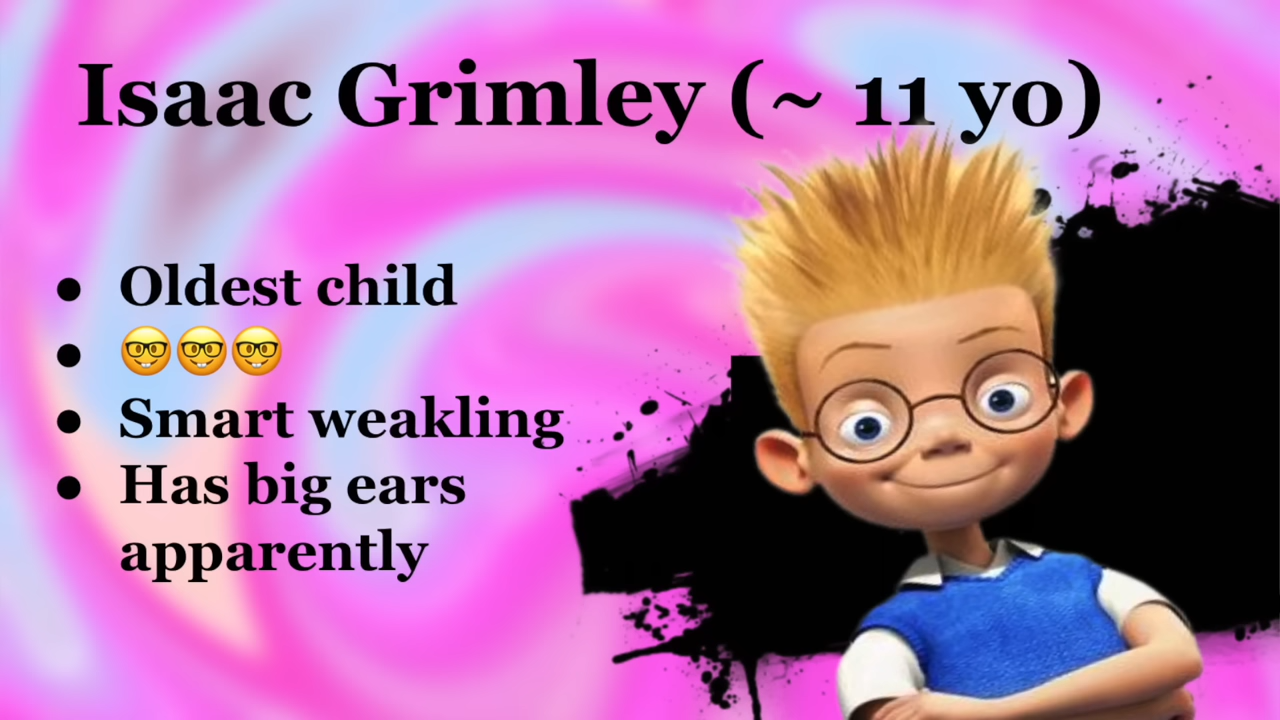 Isaac Grimley (~ 11 yo)
● Oldest child
● 🤓🤓🤓
● Smart weakling
● Has big ears
apparently